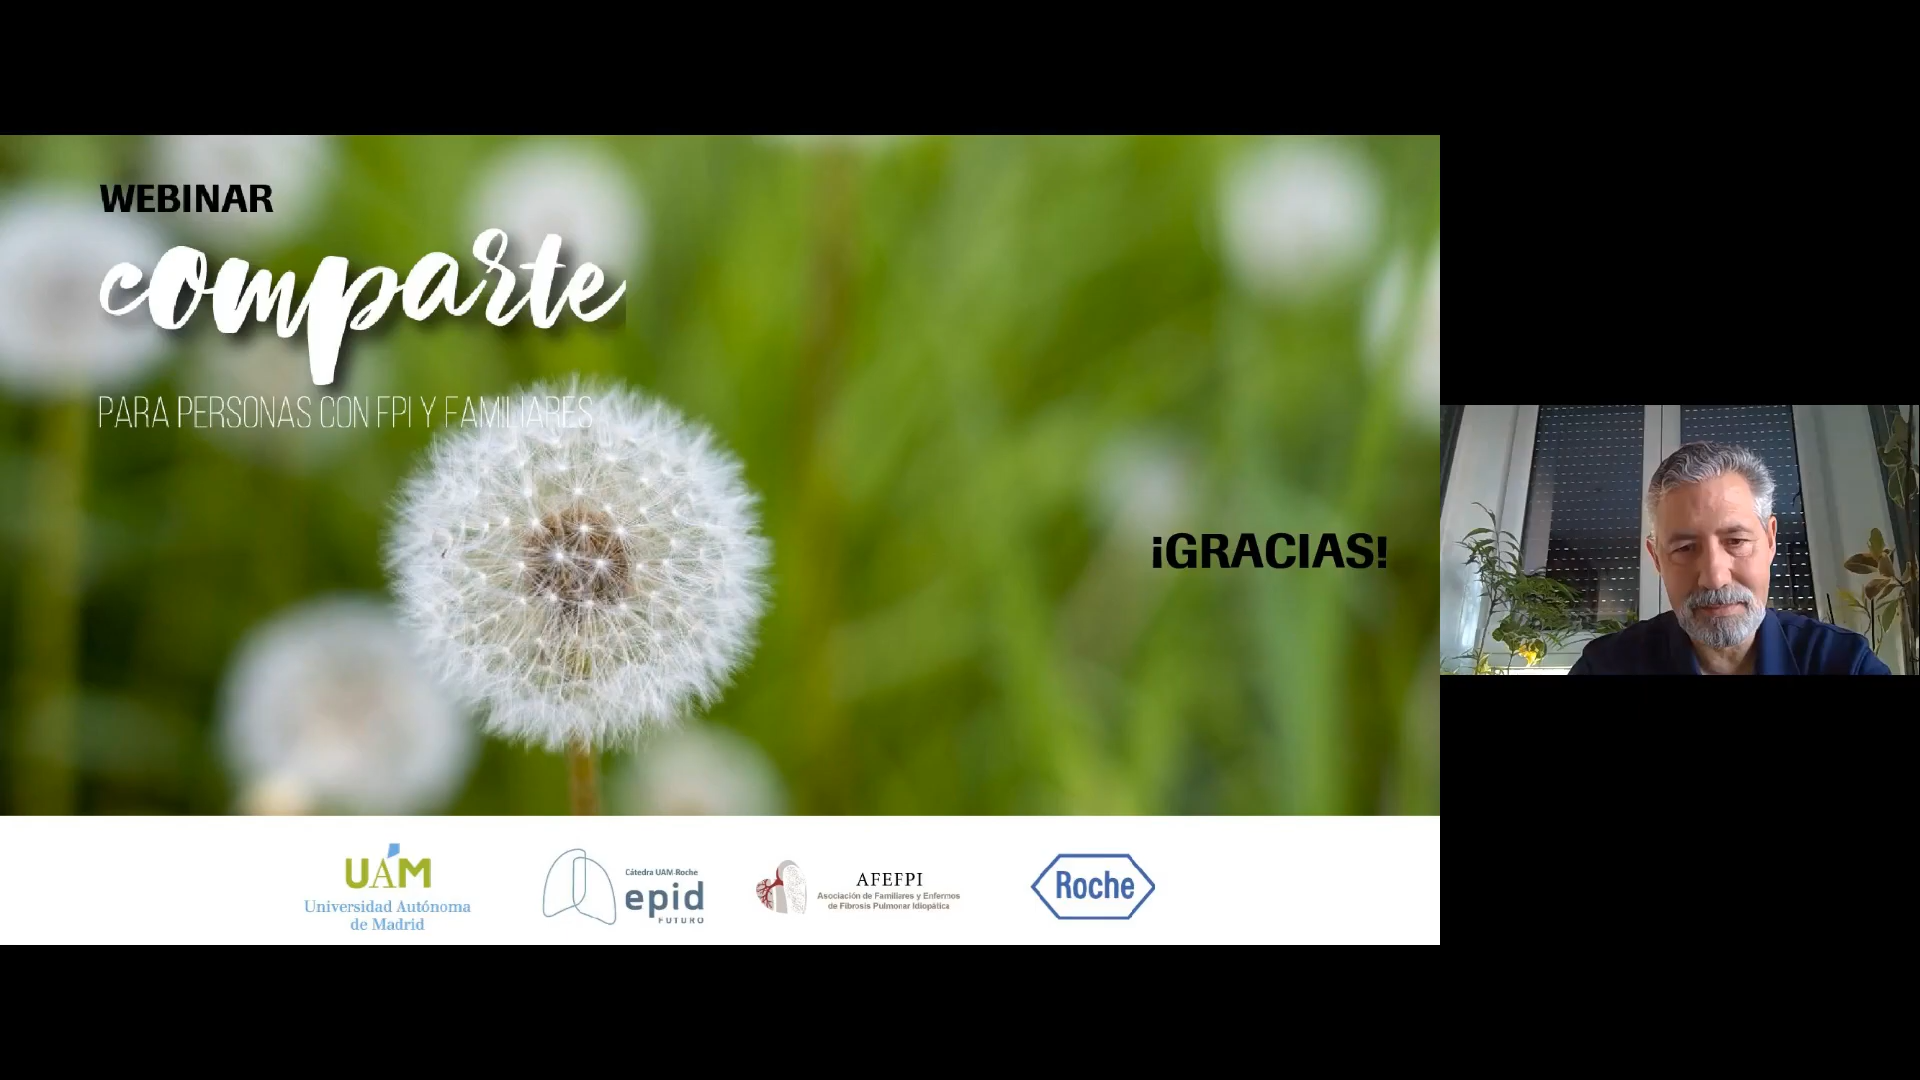 WEBINAR
comparte
PARA PERSONAS CON FPI Y FAMILIARES
¡GRACIAS!
UAM
Universidad Autónoma
de Madrid
Cátedra UAM-Roche
epid
FUTURO
AFEFPI
Asociación de Familiares y Enfermos
de Fibrosis Pulmonar Idiopática
Roche